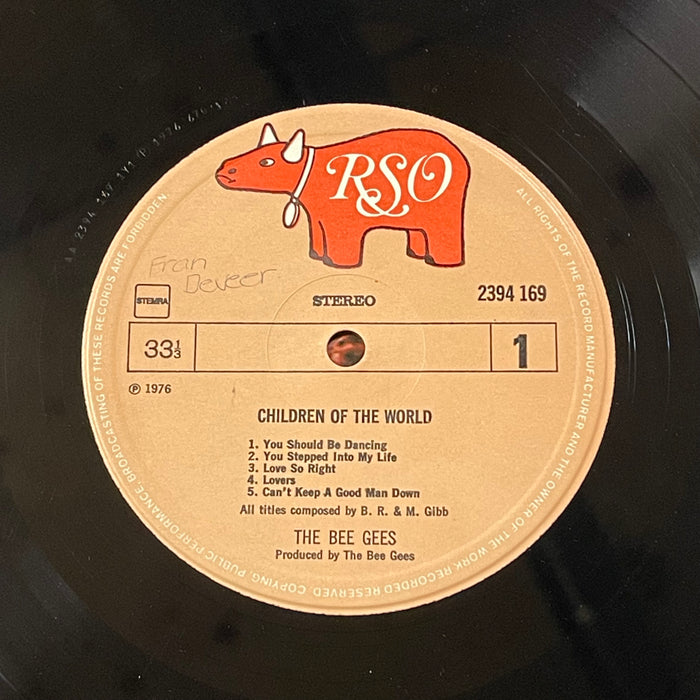 RSO
Fran
Deveer
STEMRA
STEREO
2394 169
33⅓
1
℗ 1976
CHILDREN OF THE WORLD
1. You Should Be Dancing
2. You Stepped Into My Life
3. Love So Right
4. Lovers
5. Can't Keep A Good Man Down
All titles composed by B. R. & M. Gibb
THE BEE GEES
Produced by The Bee Gees
ALL RIGHTS OF THE RECORD MANUFACTURER AND THE OWNER OF THE WORK RECORDED RESERVED. COPYING, PUBLIC PERFORMANCE, BROADCASTING OF THESE RECORDS ARE FORBIDDEN.